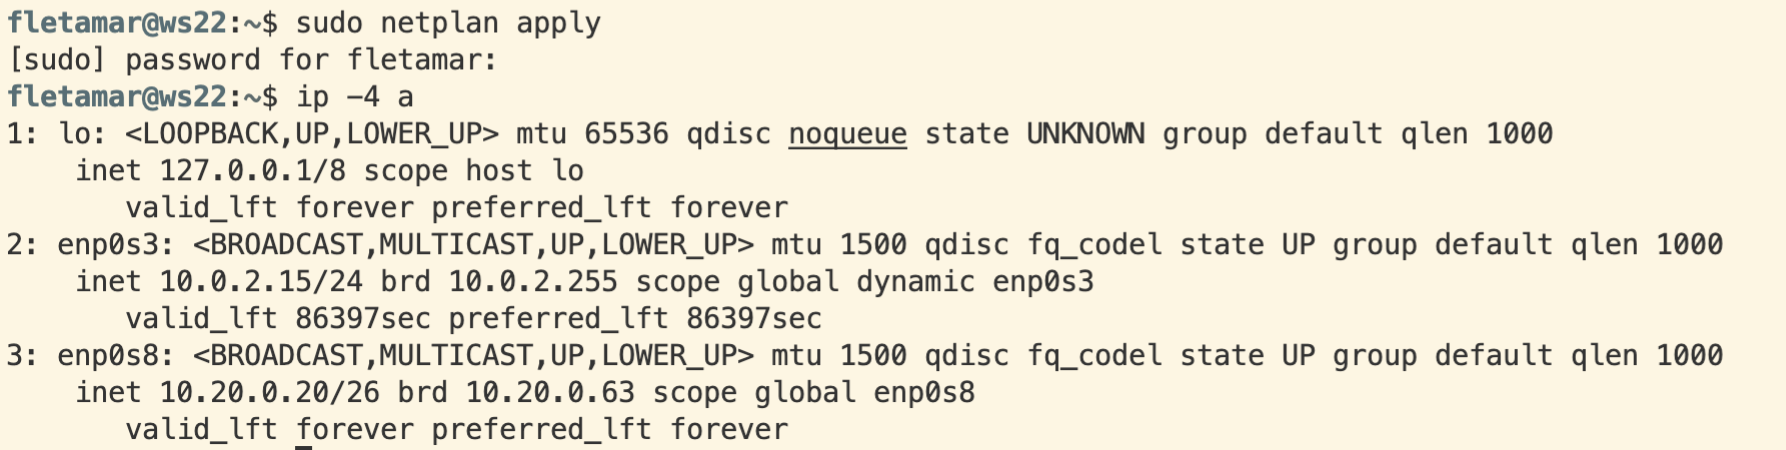 fletamar@ws22:~$ sudo netplan apply
[sudo] password for fletamar:
fletamar@ws22:~$ ip -4 a
1: lo: <LOOPBACK,UP,LOWER_UP> mtu 65536 qdisc noqueue state UNKNOWN group default qlen 1000
    inet 127.0.0.1/8 scope host lo
       valid_lft forever preferred_lft forever
2: enp0s3: <BROADCAST,MULTICAST,UP,LOWER_UP> mtu 1500 qdisc fq_codel state UP group default qlen 1000
    inet 10.0.2.15/24 brd 10.0.2.255 scope global dynamic enp0s3
       valid_lft 86397sec preferred_lft 86397sec
3: enp0s8: <BROADCAST,MULTICAST,UP,LOWER_UP> mtu 1500 qdisc fq_codel state UP group default qlen 1000
    inet 10.20.0.20/26 brd 10.20.0.63 scope global enp0s8
       valid_lft forever preferred_lft forever